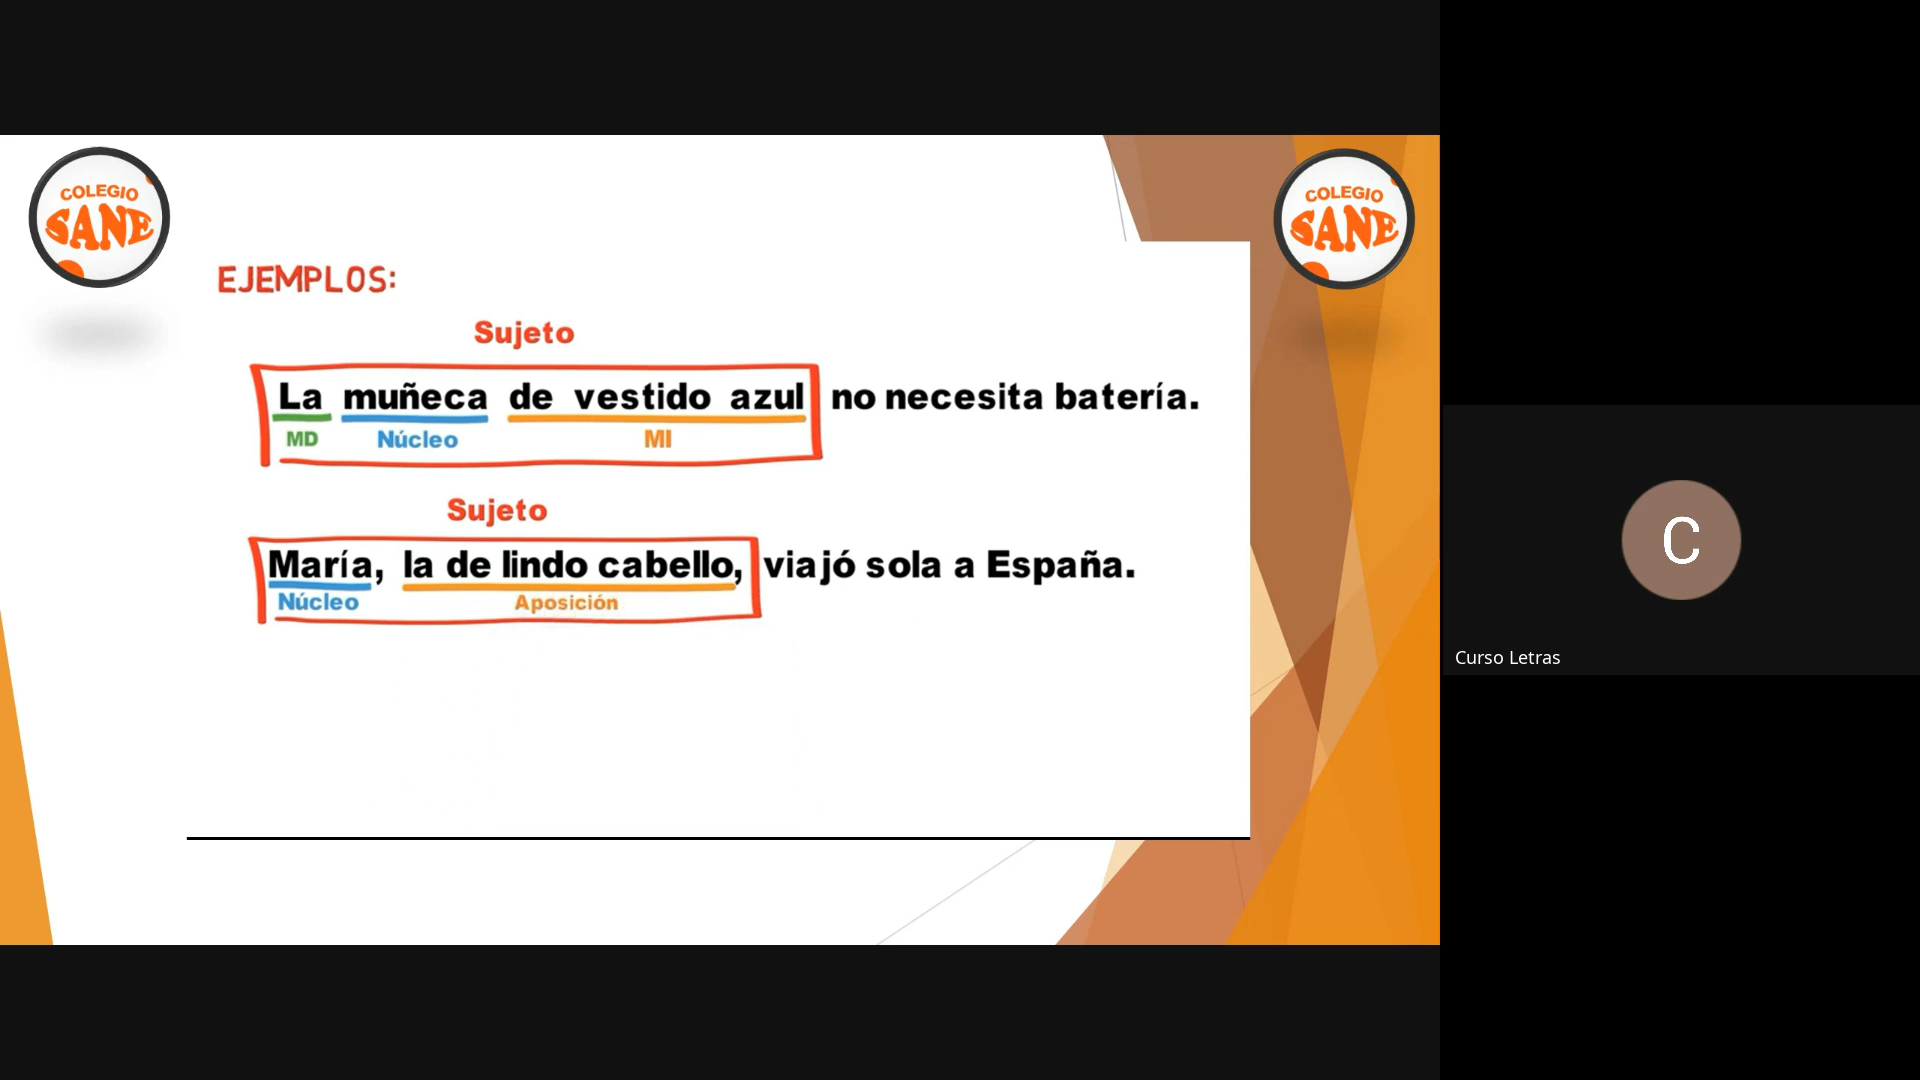 COLEGIO
SANE
COLEGIO
SANE
EJEMPLOS:
Sujeto
La muñeca de vestido azul no necesita batería.
MD Núcleo MI
Sujeto
María, la de lindo cabello, viajó sola a España.
Núcleo Aposición
C
Curso Letras